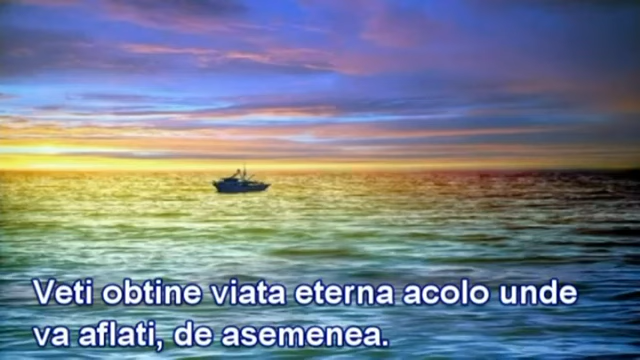 Veti obtine viata eterna acolo unde
va aflati, de asemenea.